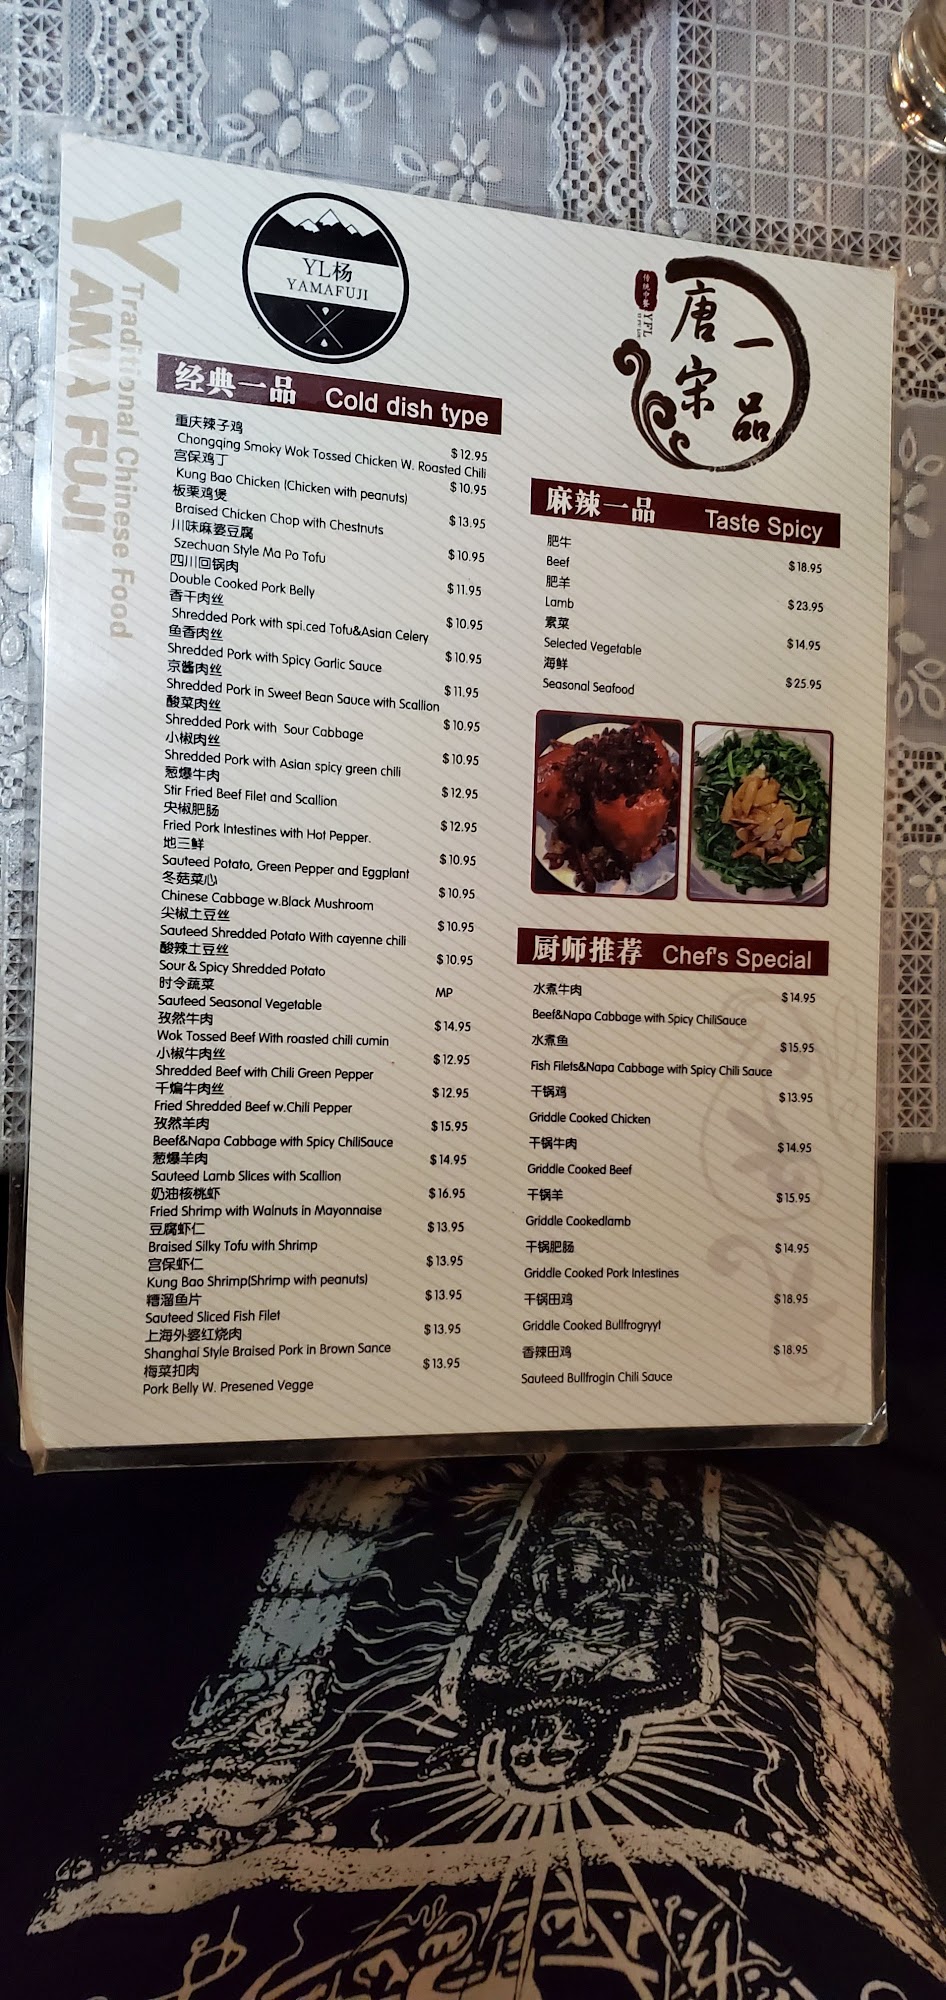 YAMA FUJI
Traditional Chinese Food
YL杨
YAMAFUJI
传统中餐
YFL
唐宋
一品
经典一品 Cold dish type
重庆辣子鸡 $12.95
Chongqing Smoky Wok Tossed Chicken W. Roasted Chili
宫保鸡丁 $10.95
Kung Bao Chicken (Chicken with peanuts)
板栗鸡煲 $13.95
Braised Chicken Chop with Chestnuts
川味麻婆豆腐 $10.95
Szechuan Style Ma Po Tofu
四川回锅肉 $11.95
Double Cooked Pork Belly
香干肉丝 $10.95
Shredded Pork with spi.ced Tofu&Asian Celery
鱼香肉丝 $10.95
Shredded Pork with Spicy Garlic Sauce
京酱肉丝 $11.95
Shredded Pork in Sweet Bean Sauce with Scallion
酸菜肉丝 $10.95
Shredded Pork with Sour Cabbage
小椒肉丝 $10.95
Shredded Pork with Asian spicy green chili
葱爆牛肉 $12.95
Stir Fried Beef Filet and Scallion
尖椒肥肠 $12.95
Fried Pork Intestines with Hot Pepper.
地三鲜 $10.95
Sauteed Potato, Green Pepper and Eggplant
冬菇菜心 $10.95
Chinese Cabbage w.Black Mushroom
尖椒土豆丝 $10.95
Sauteed Shredded Potato With cayenne chili
酸辣土豆丝 $10.95
Sour & Spicy Shredded Potato
时令蔬菜 MP
Sauteed Seasonal Vegetable
孜然牛肉 $14.95
Wok Tossed Beef With roasted chili cumin
小椒牛肉丝 $12.95
Shredded Beef with Chili Green Pepper
干煸牛肉丝 $12.95
Fried Shredded Beef w.Chili Pepper
孜然羊肉 $15.95
Beef&Napa Cabbage with Spicy ChiliSauce
葱爆羊肉 $14.95
Sauteed Lamb Slices with Scallion
奶油核桃虾 $16.95
Fried Shrimp with Walnuts in Mayonnaise
豆腐虾仁 $13.95
Braised Silky Tofu with Shrimp
宫保虾仁 $13.95
Kung Bao Shrimp(Shrimp with peanuts)
糟溜鱼片 $13.95
Sauteed Sliced Fish Filet
上海外婆红烧肉 $13.95
Shanghai Style Braised Pork in Brown Sance
梅菜扣肉 $13.95
Pork Belly W. Presened Vegge
麻辣一品 Taste Spicy
肥牛
Beef $18.95
肥羊
Lamb $23.95
素菜
Selected Vegetable $14.95
海鲜
Seasonal Seafood $25.95
厨师推荐 Chef's Special
水煮牛肉 $14.95
Beef&Napa Cabbage with Spicy ChiliSauce
水煮鱼 $15.95
Fish Filets&Napa Cabbage with Spicy Chili Sauce
干锅鸡 $13.95
Griddle Cooked Chicken
干锅牛肉 $14.95
Griddle Cooked Beef
干锅羊 $15.95
Griddle Cookedlamb
干锅肥肠 $14.95
Griddle Cooked Pork Intestines
干锅田鸡 $18.95
Griddle Cooked Bullfrogryyt
香辣田鸡 $18.95
Sauteed Bullfrogin Chili Sauce